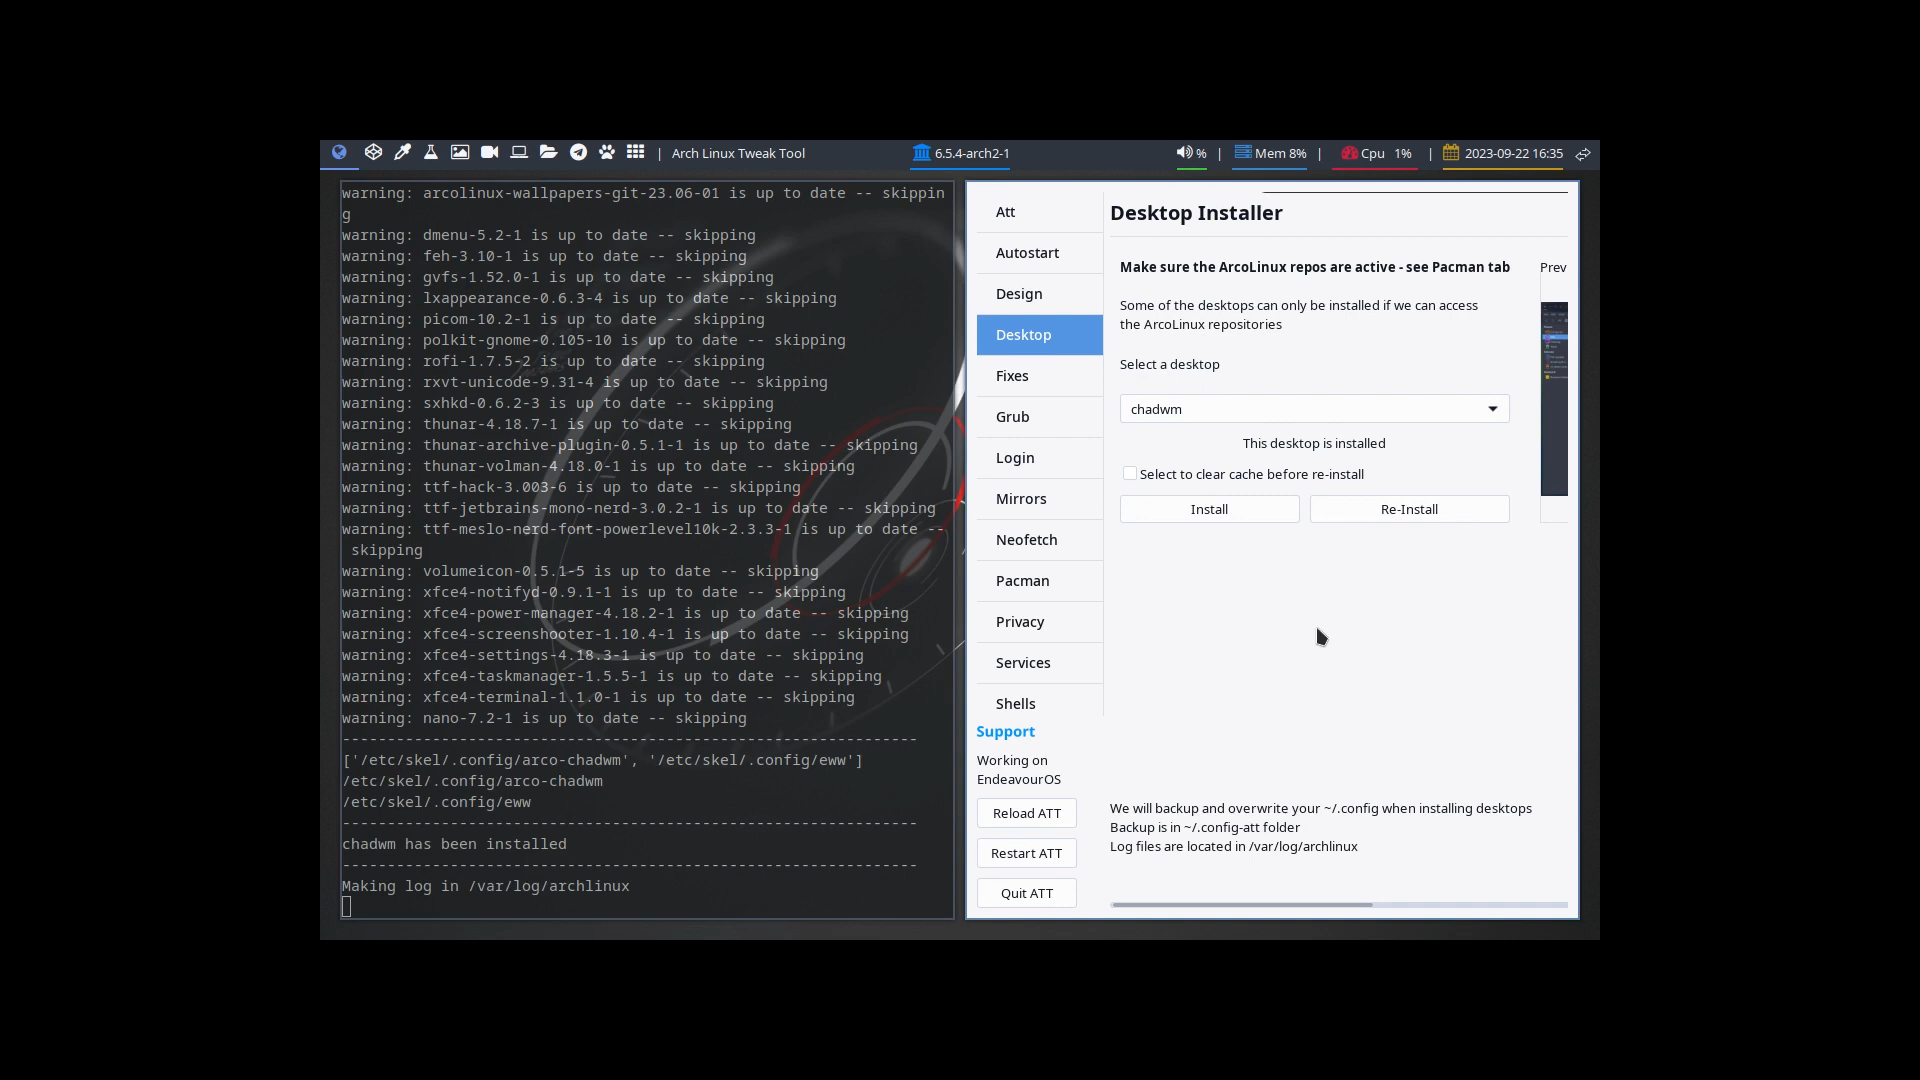 | Arch Linux Tweak Tool 6.5.4-arch2-1 % | Mem 8% | Cpu 1% | 2023-09-22 16:35
warning: arcolinux-wallpapers-git-23.06-01 is up to date -- skippin
g
warning: dmenu-5.2-1 is up to date -- skipping
warning: feh-3.10-1 is up to date -- skipping
warning: gvfs-1.52.0-1 is up to date -- skipping
warning: lxappearance-0.6.3-4 is up to date -- skipping
warning: picom-10.2-1 is up to date -- skipping
warning: polkit-gnome-0.105-10 is up to date -- skipping
warning: rofi-1.7.5-2 is up to date -- skipping
warning: rxvt-unicode-9.31-4 is up to date -- skipping
warning: sxhkd-0.6.2-3 is up to date -- skipping
warning: thunar-4.18.7-1 is up to date -- skipping
warning: thunar-archive-plugin-0.5.1-1 is up to date -- skipping
warning: thunar-volman-4.18.0-1 is up to date -- skipping
warning: ttf-hack-3.003-6 is up to date -- skipping
warning: ttf-jetbrains-mono-nerd-3.0.2-1 is up to date -- skipping
warning: ttf-meslo-nerd-font-powerlevel10k-2.3.3-1 is up to date --
 skipping
warning: volumeicon-0.5.1-5 is up to date -- skipping
warning: xfce4-notifyd-0.9.1-1 is up to date -- skipping
warning: xfce4-power-manager-4.18.2-1 is up to date -- skipping
warning: xfce4-screenshooter-1.10.4-1 is up to date -- skipping
warning: xfce4-settings-4.18.3-1 is up to date -- skipping
warning: xfce4-taskmanager-1.5.5-1 is up to date -- skipping
warning: xfce4-terminal-1.1.0-1 is up to date -- skipping
warning: nano-7.2-1 is up to date -- skipping
----------------------------------------------------------------
['/etc/skel/.config/arco-chadwm', '/etc/skel/.config/eww']
/etc/skel/.config/arco-chadwm
/etc/skel/.config/eww
----------------------------------------------------------------
chadwm has been installed
----------------------------------------------------------------
Making log in /var/log/archlinux
Att
Autostart
Design
Desktop
Fixes
Grub
Login
Mirrors
Neofetch
Pacman
Privacy
Services
Shells
Support
Working on
EndeavourOS
Reload ATT
Restart ATT
Quit ATT
Desktop Installer
Make sure the ArcoLinux repos are active - see Pacman tab
Prev
Some of the desktops can only be installed if we can access
the ArcoLinux repositories
Select a desktop
chadwm
This desktop is installed
Select to clear cache before re-install
Install Re-Install
We will backup and overwrite your ~/.config when installing desktops
Backup is in ~/.config-att folder
Log files are located in /var/log/archlinux